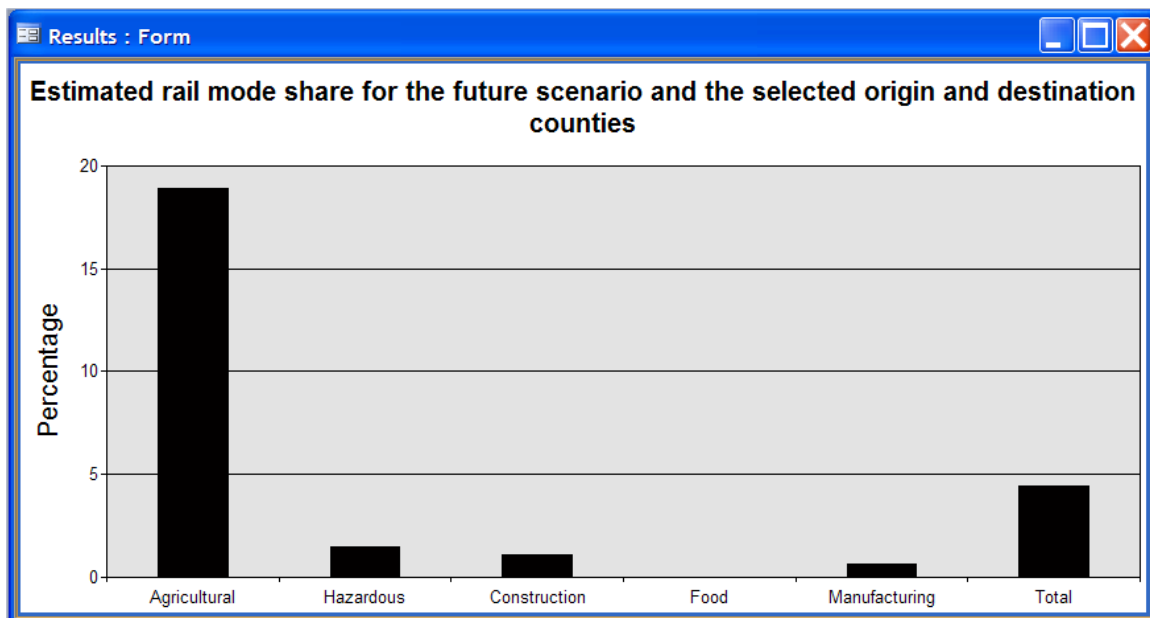 Results : Form
Estimated rail mode share for the future scenario and the selected origin and destination
counties
Percentage
20
15
10
5
0
Agricultural Hazardous Construction Food Manufacturing Total